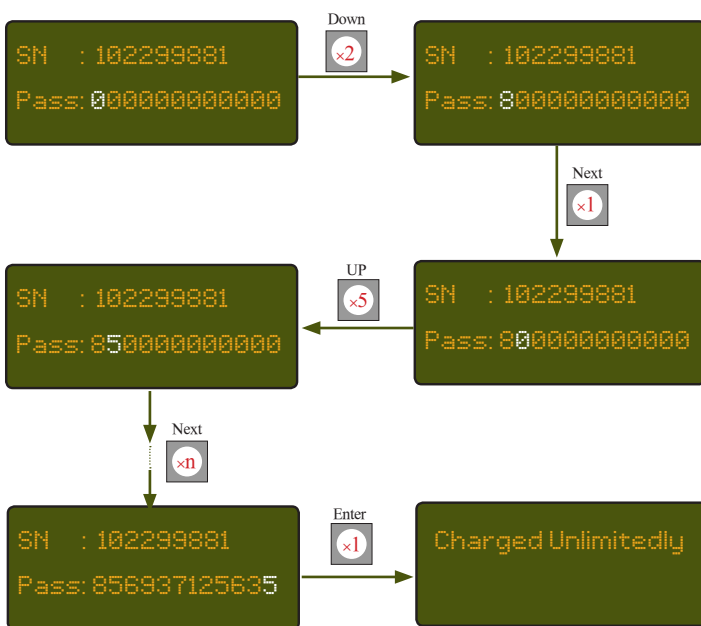 SN : 102299881
Pass: 000000000000
Down
×2
SN : 102299881
Pass: 800000000000
Next
×1
SN : 102299881
Pass: 800000000000
UP
×5
SN : 102299881
Pass: 850000000000
Next
×n
SN : 102299881
Pass: 856937125635
Enter
×1
Charged Unlimitedly